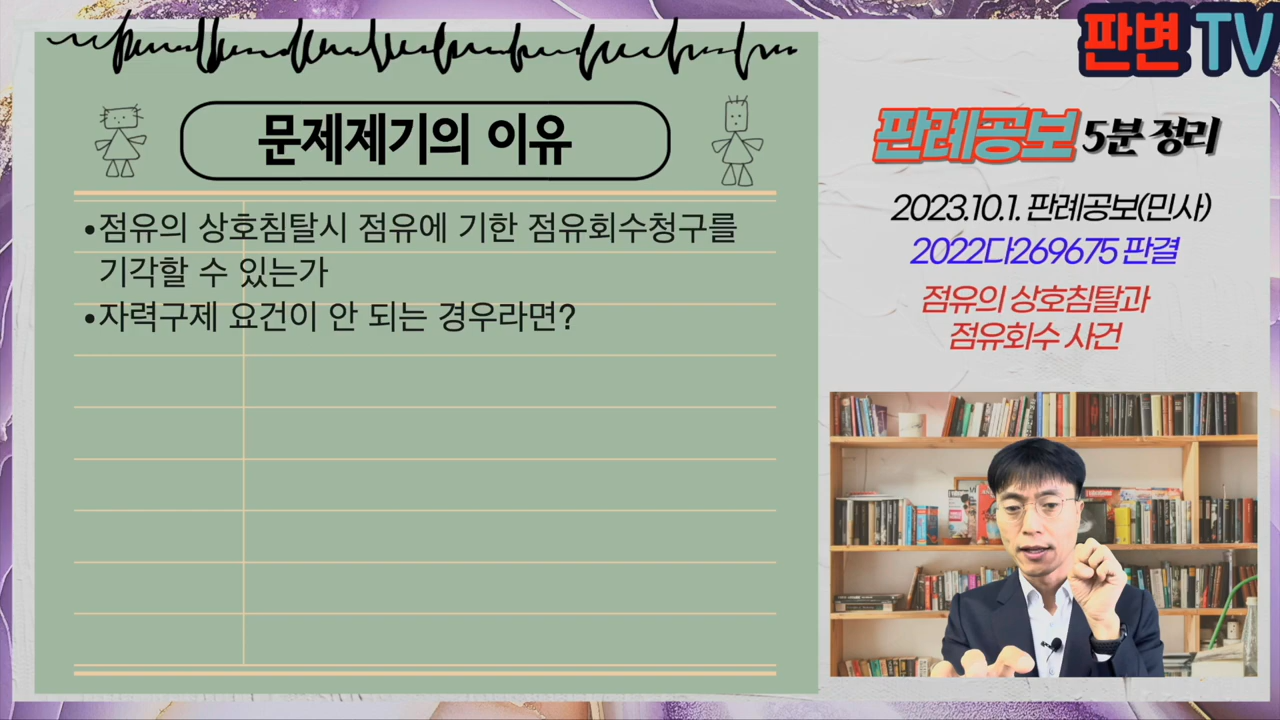 문제제기의 이유
•점유의 상호침탈시 점유에 기한 점유회수청구를
기각할 수 있는가
•자력구제 요건이 안 되는 경우라면?
판변 TV
판례공보 5분 정리
2023.10.1. 판례공보(민사)
2022다269675 판결
점유의 상호침탈과
점유회수 사건